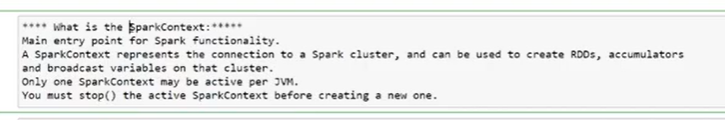 **** What is the SparkContext:*****
Main entry point for Spark functionality.
A SparkContext represents the connection to a Spark cluster, and can be used to create RDDs, accumulators
and broadcast variables on that cluster.
Only one SparkContext may be active per JVM.
You must stop() the active SparkContext before creating a new one.